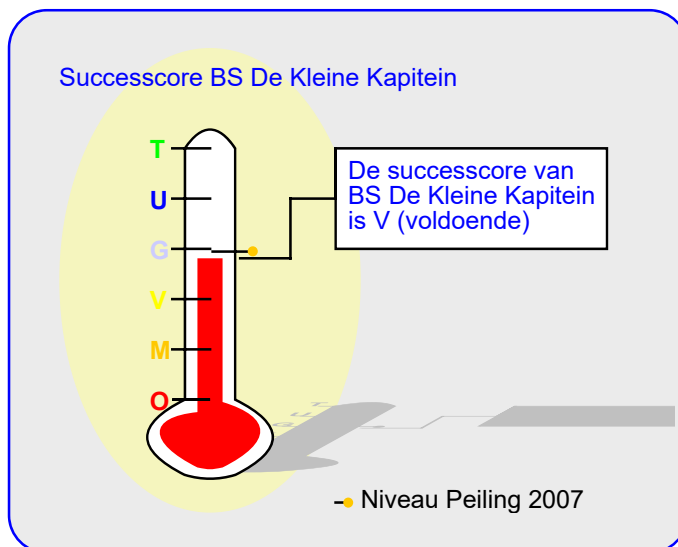 Successcore BS De Kleine Kapitein
T
U
G
V
M
O
De successcore van
BS De Kleine Kapitein
is V (voldoende)
Niveau Peiling 2007